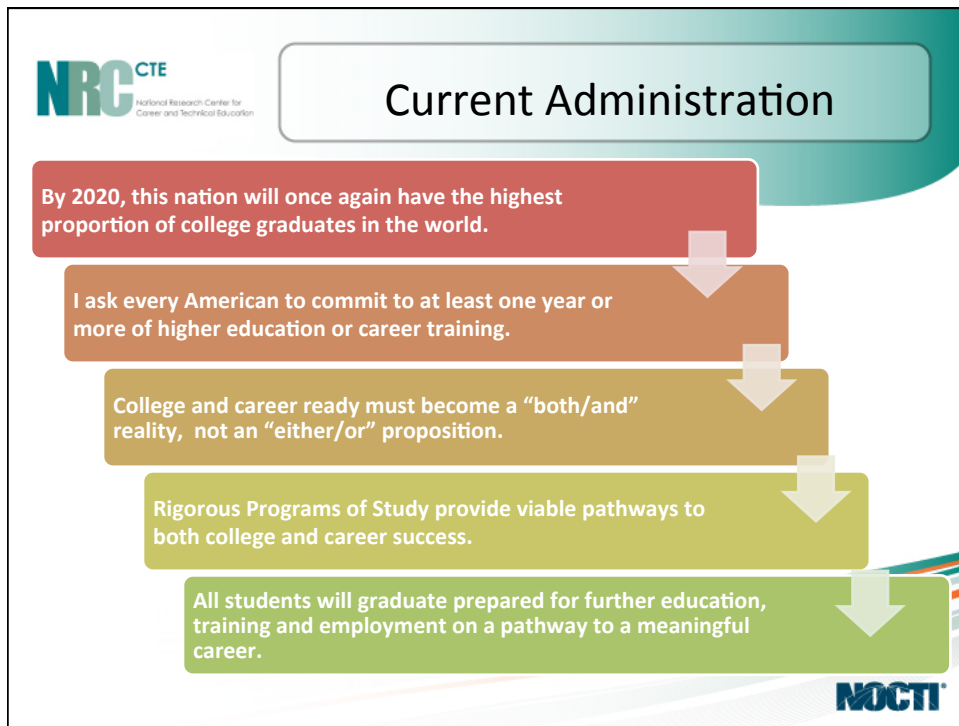 NRC CTE
National Research Center for
Career and Technical Education
Current Administration
By 2020, this nation will once again have the highest
proportion of college graduates in the world.
I ask every American to commit to at least one year or
more of higher education or career training.
College and career ready must become a “both/and”
reality,  not an “either/or” proposition.
Rigorous Programs of Study provide viable pathways to
both college and career success.
All students will graduate prepared for further education,
training and employment on a pathway to a meaningful
career.
NOCTI®